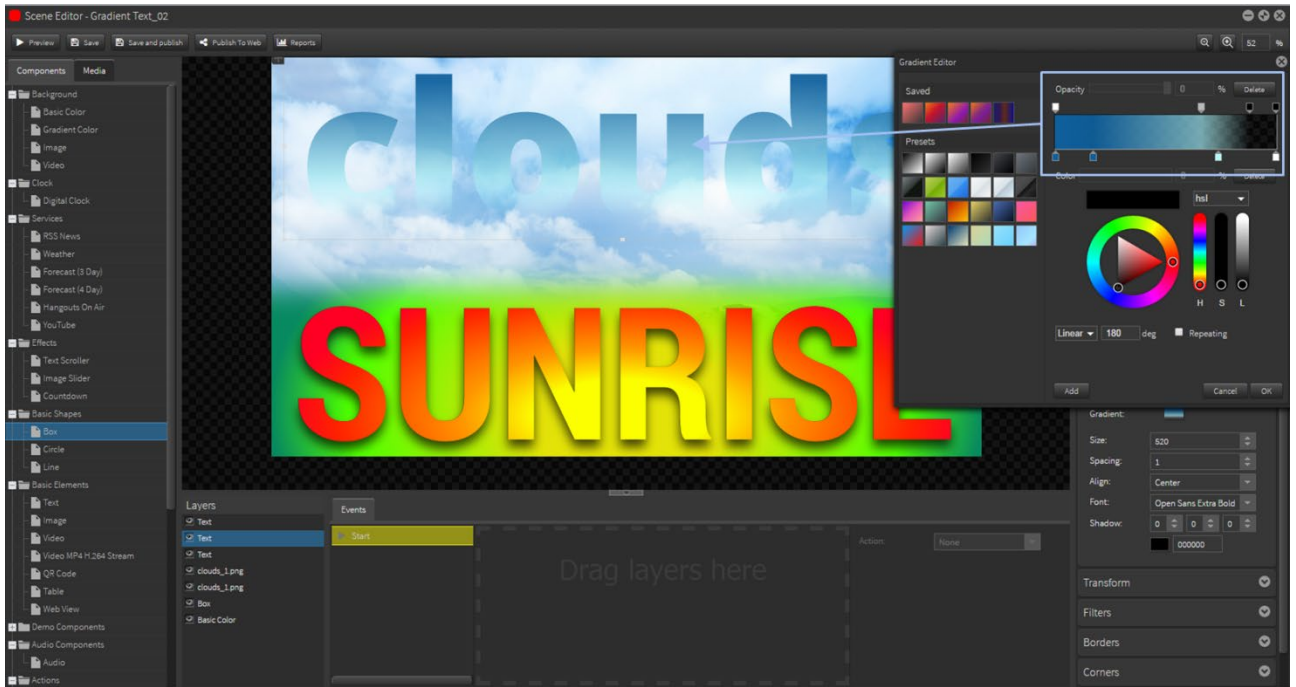 Scene Editor - Gradient Text_02
Preview Save Save and publish Publish To Web Reports 52 %
Components Media
Background
Basic Color
Gradient Color
Image
Video
Clock
Digital Clock
Services
RSS News
Weather
Forecast (3 Day)
Forecast (4 Day)
Hangouts On Air
YouTube
Effects
Text Scroller
Image Slider
Countdown
Basic Shapes
Box
Circle
Line
Basic Elements
Text
Image
Video
Video MP4 H.264 Stream
QR Code
Table
Web View
Demo Components
Audio Components
Audio
Actions
clouds
SUNRISE
Gradient Editor
Saved
Presets
Opacity 0 % Delete
Color 0 % Delete
hsl
H S L
Linear 180 deg Repeating
Add Cancel OK
Gradient:
Size: 520
Spacing: 1
Align: Center
Font: Open Sans Extra Bold
Shadow: 0 0 0
000000
Transform
Filters
Borders
Corners
Layers
Text
Text
Text
clouds_1.png
clouds_1.png
Box
Basic Color
Events
Start
Drag layers here
Action: None